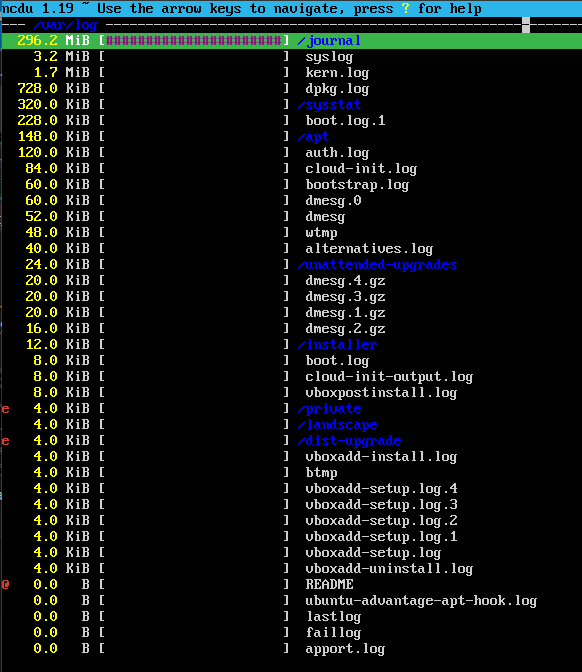 ncdu 1.19 ~ Use the arrow keys to navigate, press ? for help
--- /var/log ---
296.2 MiB [######################] /journal
3.2 MiB [ ] syslog
1.7 MiB [ ] kern.log
728.0 KiB [ ] dpkg.log
320.0 KiB [ ] /sysstat
228.0 KiB [ ] boot.log.1
148.0 KiB [ ] /apt
120.0 KiB [ ] auth.log
84.0 KiB [ ] cloud-init.log
60.0 KiB [ ] bootstrap.log
60.0 KiB [ ] dmesg.0
52.0 KiB [ ] dmesg
48.0 KiB [ ] wtmp
40.0 KiB [ ] alternatives.log
24.0 KiB [ ] /unattended-upgrades
20.0 KiB [ ] dmesg.4.gz
20.0 KiB [ ] dmesg.3.gz
20.0 KiB [ ] dmesg.1.gz
16.0 KiB [ ] dmesg.2.gz
12.0 KiB [ ] /installer
8.0 KiB [ ] boot.log
8.0 KiB [ ] cloud-init-output.log
8.0 KiB [ ] vboxpostinstall.log
e 4.0 KiB [ ] /private
4.0 KiB [ ] /landscape
e 4.0 KiB [ ] /dist-upgrade
4.0 KiB [ ] vboxadd-install.log
4.0 KiB [ ] btmp
4.0 KiB [ ] vboxadd-setup.log.4
4.0 KiB [ ] vboxadd-setup.log.3
4.0 KiB [ ] vboxadd-setup.log.2
4.0 KiB [ ] vboxadd-setup.log.1
4.0 KiB [ ] vboxadd-setup.log
4.0 KiB [ ] vboxadd-uninstall.log
@ 0.0 B [ ] README
0.0 B [ ] ubuntu-advantage-apt-hook.log
0.0 B [ ] lastlog
0.0 B [ ] faillog
0.0 B [ ] apport.log